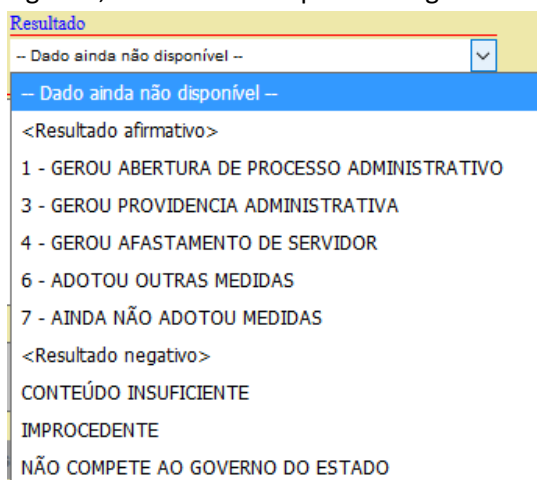 Resultado
-- Dado ainda não disponível --
-- Dado ainda não disponível --
<Resultado afirmativo>
1 - GEROU ABERTURA DE PROCESSO ADMINISTRATIVO
3 - GEROU PROVIDENCIA ADMINISTRATIVA
4 - GEROU AFASTAMENTO DE SERVIDOR
6 - ADOTOU OUTRAS MEDIDAS
7 - AINDA NÃO ADOTOU MEDIDAS
<Resultado negativo>
CONTEÚDO INSUFICIENTE
IMPROCEDENTE
NÃO COMPETE AO GOVERNO DO ESTADO